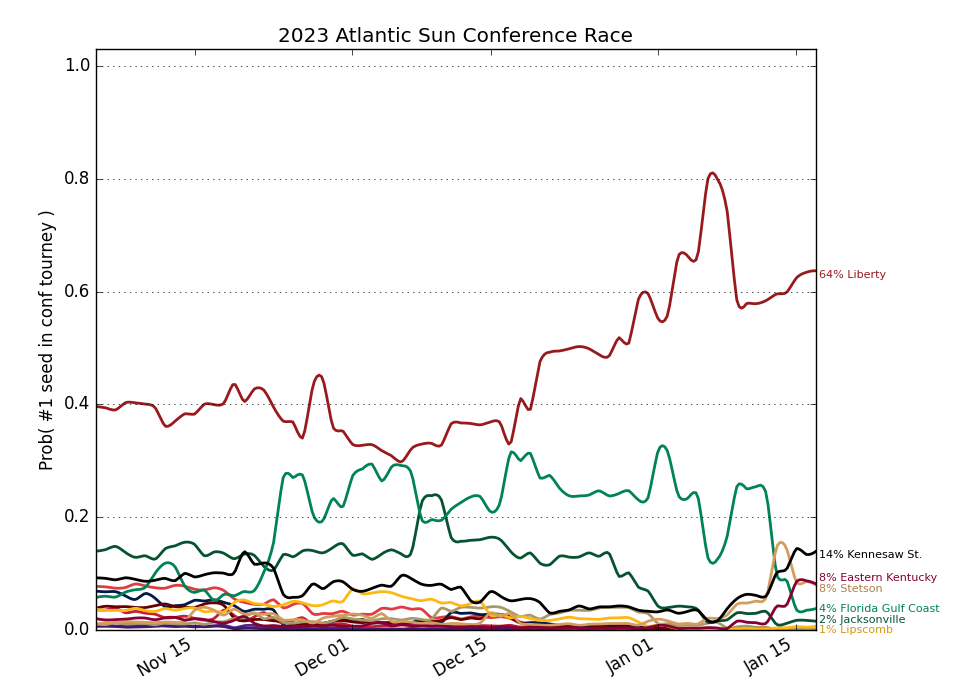 2023 Atlantic Sun Conference Race
Prob( #1 seed in conf tourney )
1.0
0.8
0.6
0.4
0.2
0.0
Nov 15
Dec 01
Dec 15
Jan 01
Jan 15
64% Liberty
14% Kennesaw St.
8% Eastern Kentucky
8% Stetson
4% Florida Gulf Coast
2% Jacksonville
1% Lipscomb